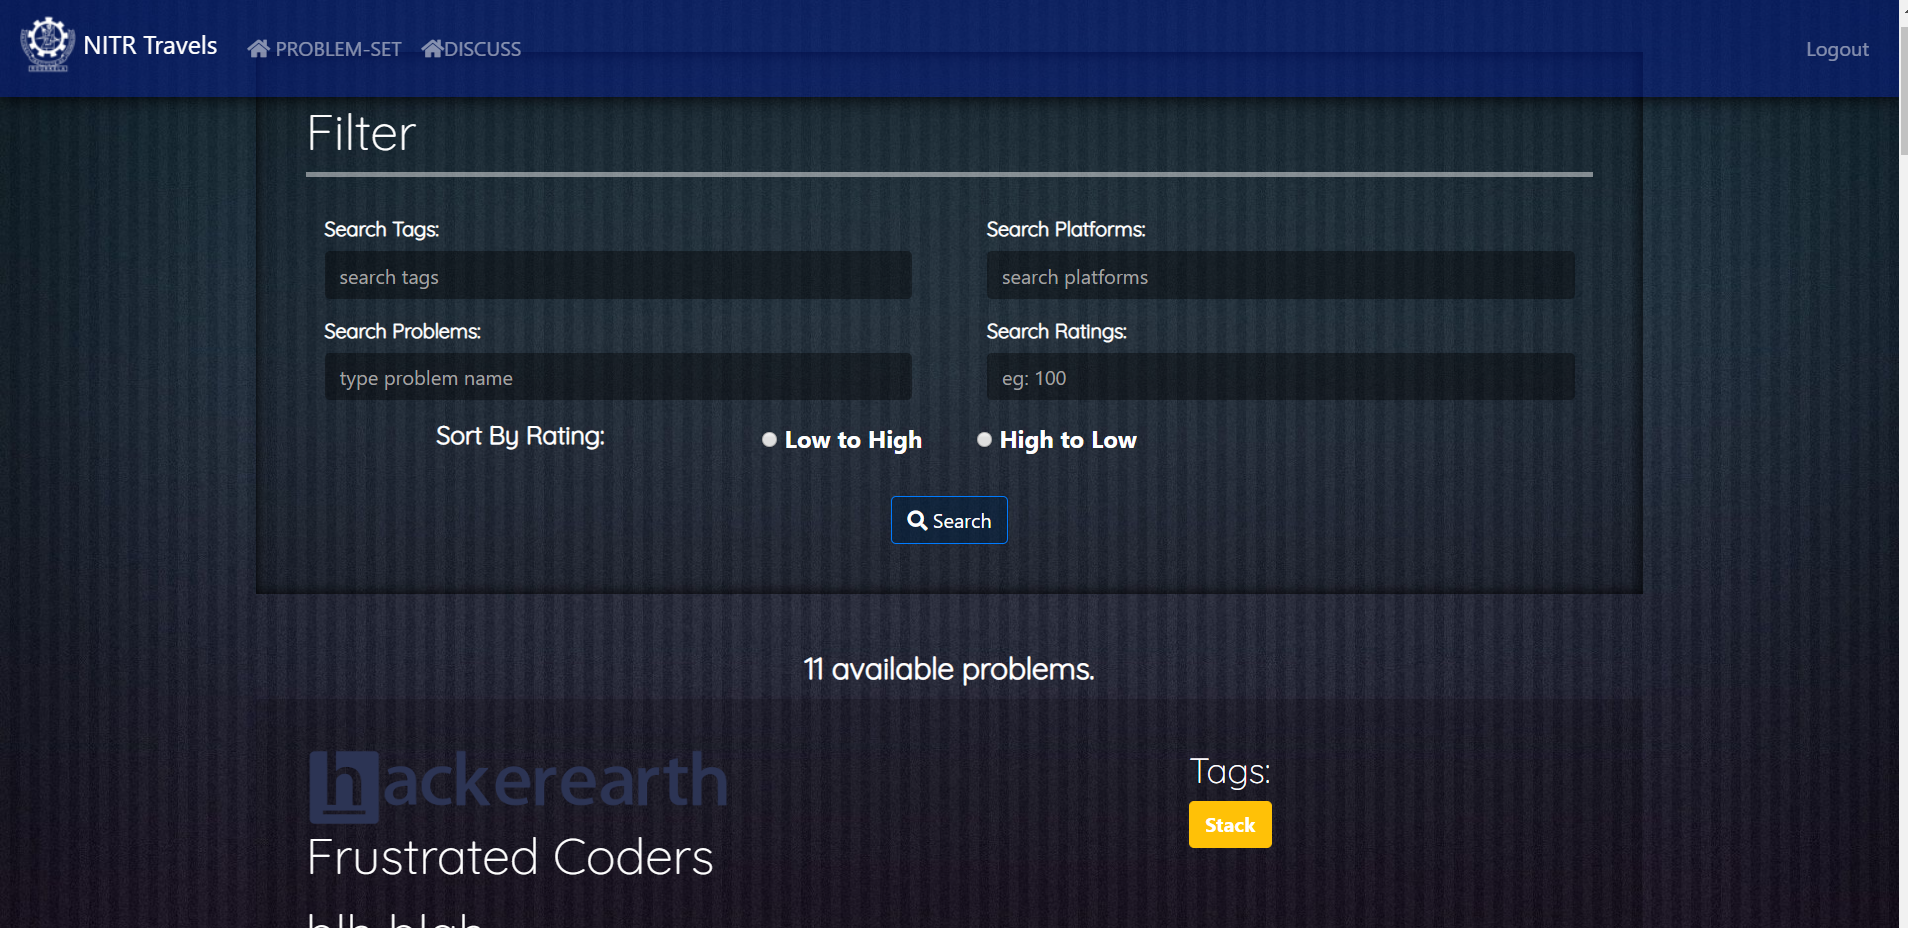 NITR Travels PROBLEM-SET DISCUSS Logout
Filter
Search Tags: Search Platforms:
search tags search platforms
Search Problems: Search Ratings:
type problem name eg: 100
Sort By Rating: Low to High High to Low
Search
11 available problems.
hackerearth
Tags:
Stack
Frustrated Coders
blh blah